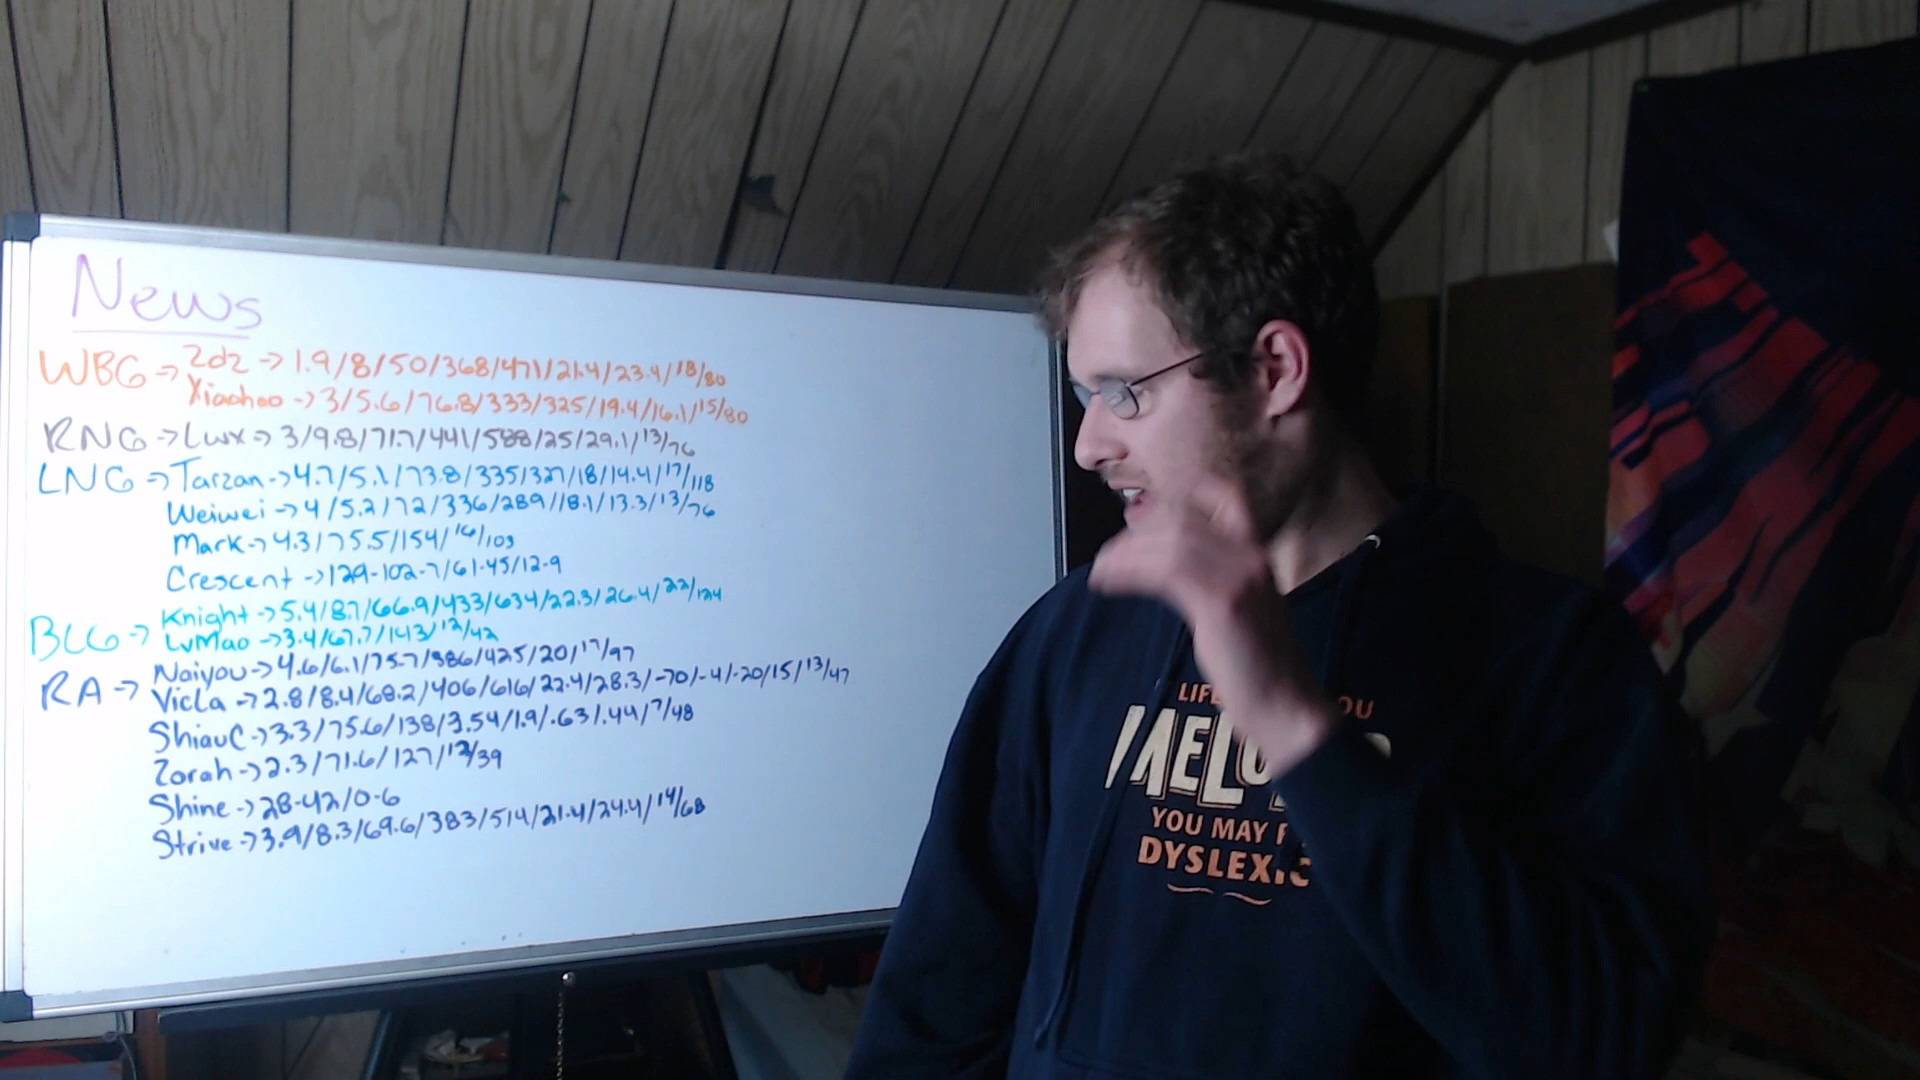 News
WBG -> Zdz -> 1.9/8/50/368/471/21.4/23.4/18/80
Xiaohao -> 3/5.6/76.8/333/325/19.4/16.1/15/80
RNG -> Lwx -> 3/9.8/71.7/441/588/25/29.1/13/76
LNG -> Tarzan -> 4.7/5.1/73.8/335/327/18/14.4/17/118
Weiwei -> 4/5.2/72/336/289/18.1/13.3/13/76
Mark -> 4.3/75.5/154/16/103
Crescent -> 129-102-7/61-45/12-9
BLG -> Knight -> 5.4/8.7/66.9/433/634/22.3/26.4/22/124
LvMao -> 3.4/67.7/143/12/42
RA -> Naiyou -> 4.6/6.1/75.7/386/425/20/17/97
Vicla -> 2.8/8.4/68.2/406/616/22.4/28.3/-70/-4/-20/15/13/47
ShiauC -> 3.3/75.6/138/3.54/1.9/.63/.44/7/48
Zorah -> 2.3/71.6/127/12/39
Shine -> 28-42/0-6
Strive -> 3.9/8.3/69.6/383/514/21.4/24.4/14/68
LIFE OU
MELO
YOU MAY
DYSLEXIC